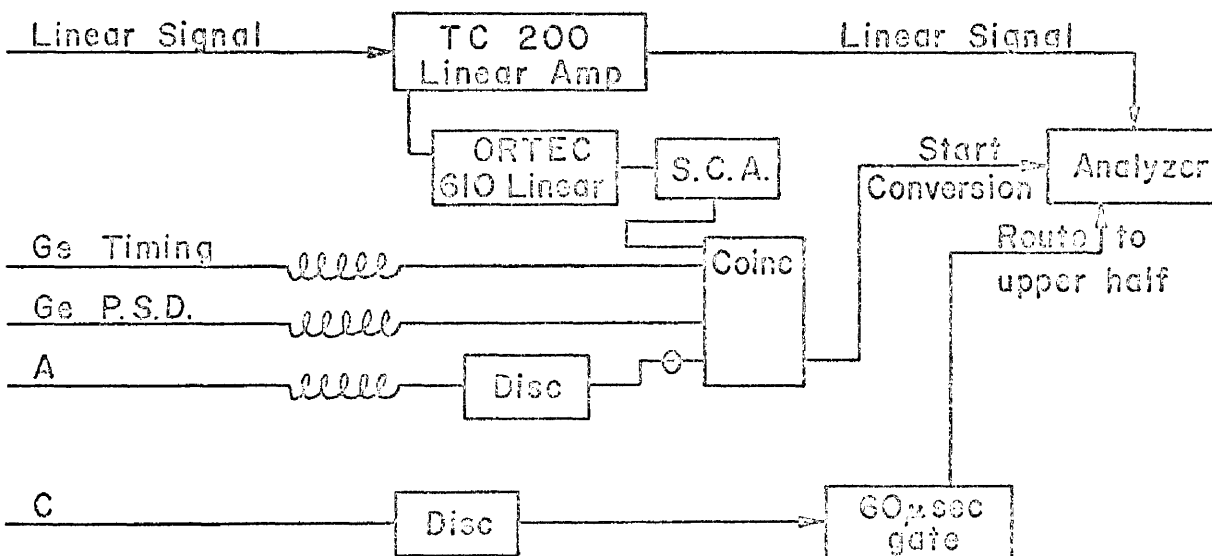 Linear Signal
TC 200
Linear Amp
Linear Signal
ORTEC
610 Linear
S.C.A.
Start
Conversion
Analyzer
Ge Timing
Coinc
Route to
upper half
Ge P.S.D.
A
Disc
C
Disc
60μsec
gate